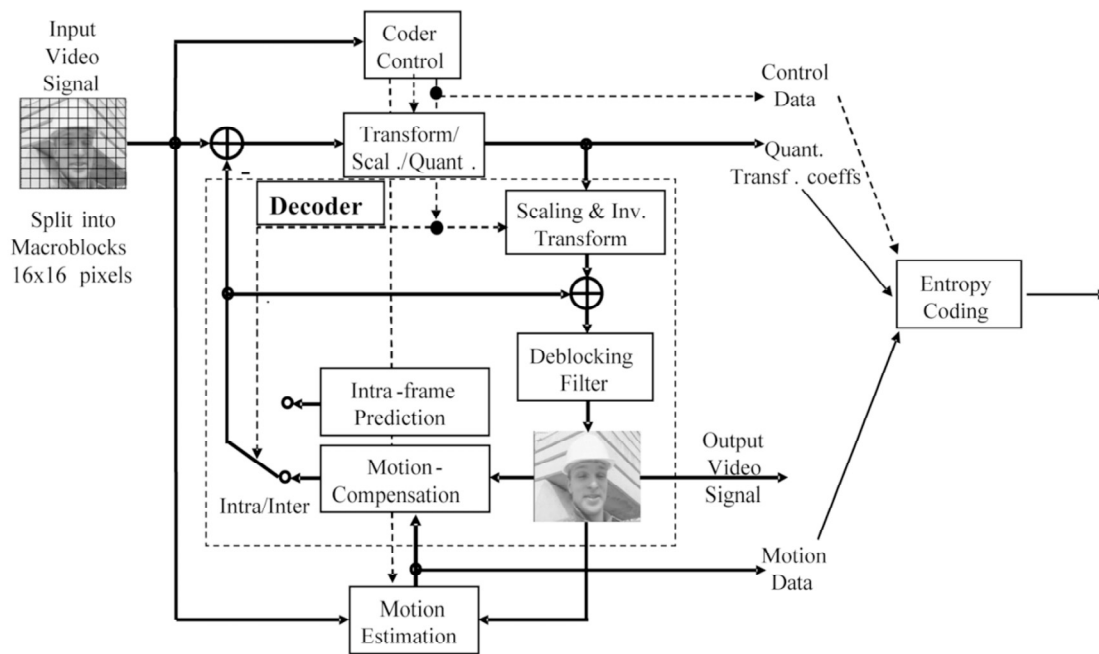 Input
Video
Signal
Split into
Macroblocks
16x16 pixels
Coder
Control
Transform/
Scal ./Quant .
-
Decoder
Scaling & Inv.
Transform
Deblocking
Filter
Intra -frame
Prediction
Motion -
Compensation
Intra/Inter
Motion
Estimation
Control
Data
Quant.
Transf . coeffs
Entropy
Coding
Output
Video
Signal
Motion
Data